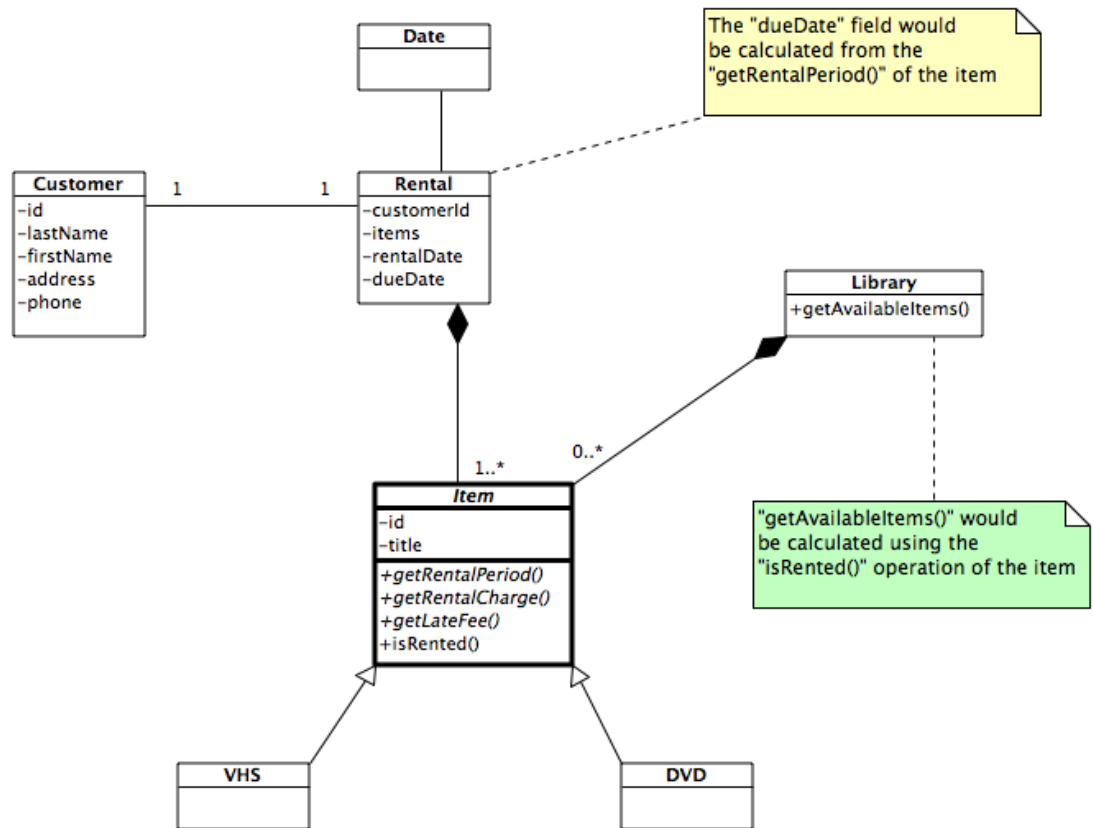 Date
The "dueDate" field would
be calculated from the
"getRentalPeriod()" of the item
Customer
-id
-lastName
-firstName
-address
-phone
1
1
Rental
-customerId
-items
-rentalDate
-dueDate
Library
+getAvailableItems()
1..*
0..*
Item
-id
-title
+getRentalPeriod()
+getRentalCharge()
+getLateFee()
+isRented()
"getAvailableItems()" would
be calculated using the
"isRented()" operation of the item
VHS
DVD